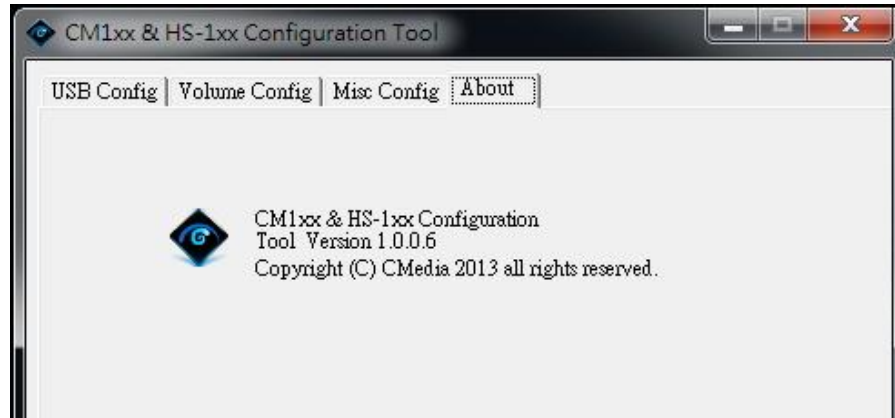 CM1xx & HS-1xx Configuration Tool
USB Config Volume Config Misc Config About
CM1xx & HS-1xx Configuration
Tool Version 1.0.0.6
Copyright (C) CMedia 2013 all rights reserved.